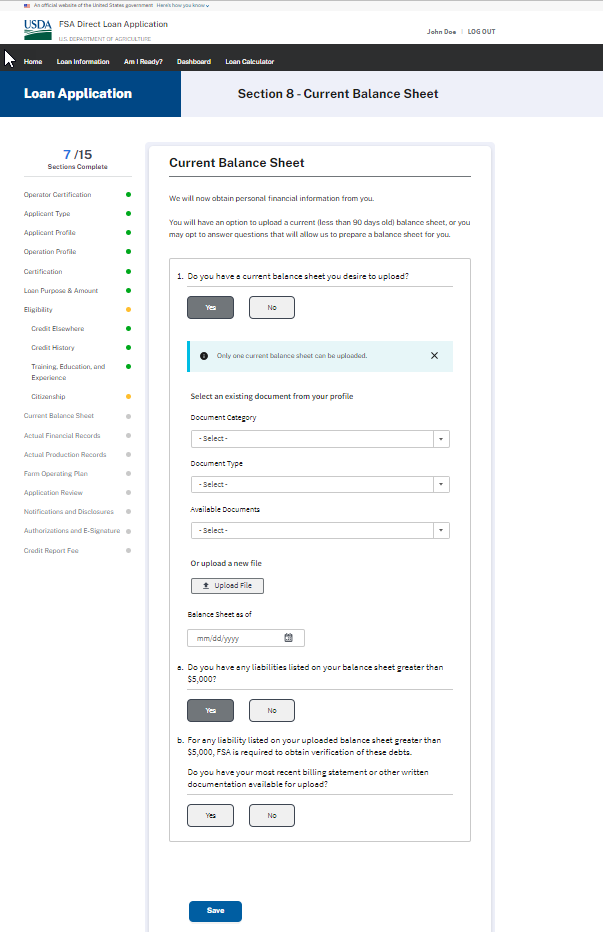 An official website of the United States government Here's how you know
USDA FSA Direct Loan Application
U.S. DEPARTMENT OF AGRICULTURE
John Doe | LOG OUT
Home Loan Information Am I Ready? Dashboard Loan Calculator
Loan Application Section 8 - Current Balance Sheet
7 /15
Sections Complete
Operator Certification
Applicant Type
Applicant Profile
Operation Profile
Certification
Loan Purpose & Amount
Eligibility
Credit Elsewhere
Credit History
Training, Education, and
Experience
Citizenship
Current Balance Sheet
Actual Financial Records
Actual Production Records
Farm Operating Plan
Application Review
Notifications and Disclosures
Authorizations and E-Signature
Credit Report Fee
Current Balance Sheet
We will now obtain personal financial information from you.
You will have an option to upload a current (less than 90 days old) balance sheet, or you
may opt to answer questions that will allow us to prepare a balance sheet for you.
1. Do you have a current balance sheet you desire to upload?
Yes No
Only one current balance sheet can be uploaded.
Select an existing document from your profile
Document Category
- Select -
Document Type
- Select -
Available Documents
- Select -
Or upload a new file
Upload File
Balance Sheet as of
mm/dd/yyyy
a. Do you have any liabilities listed on your balance sheet greater than
$5,000?
Yes No
b. For any liability listed on your uploaded balance sheet greater than
$5,000, FSA is required to obtain verification of these debts.
Do you have your most recent billing statement or other written
documentation available for upload?
Yes No
Save